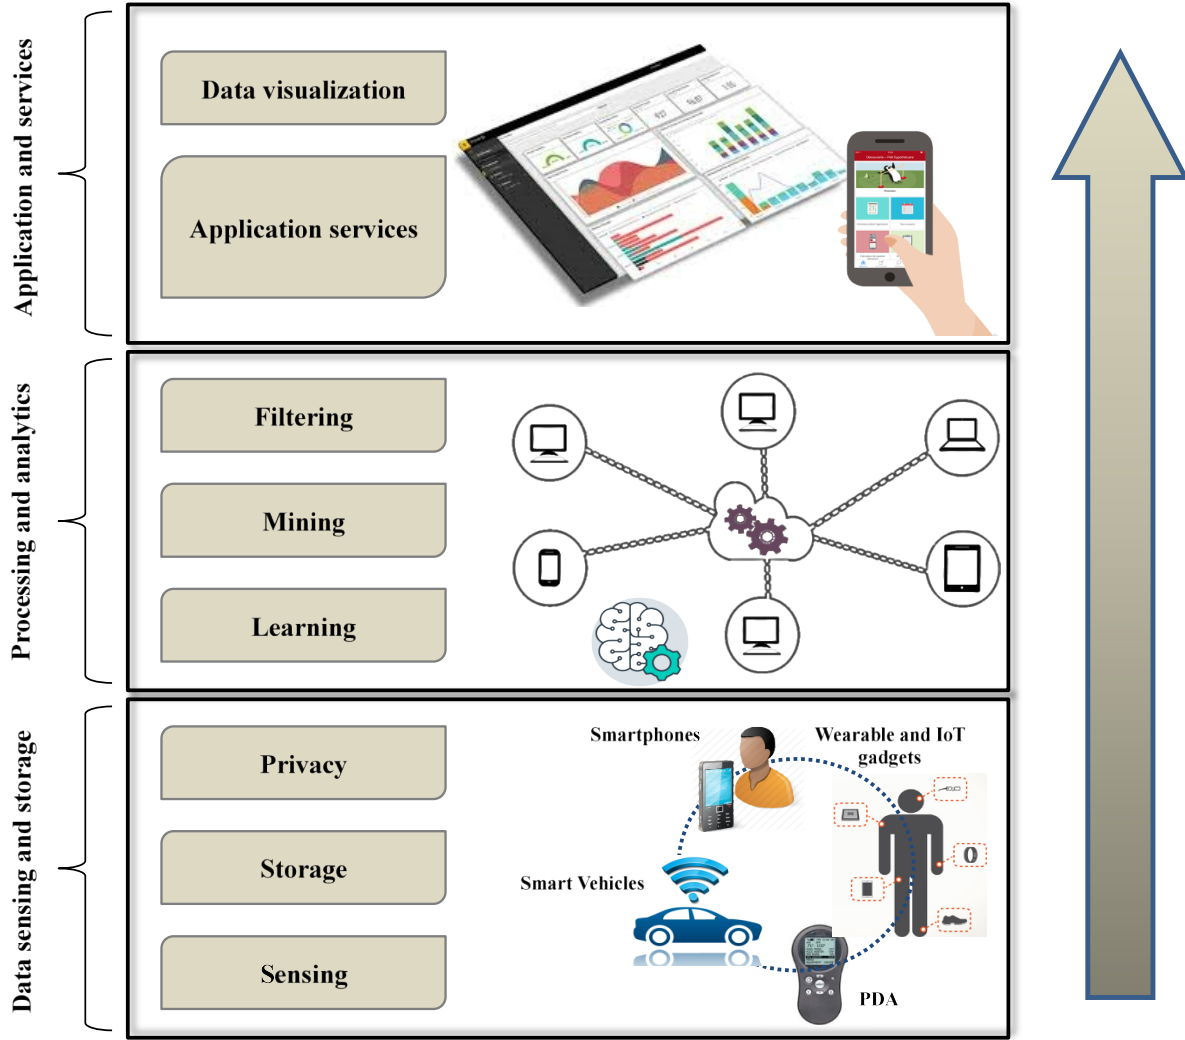 Application and services
Data visualization
Application services
Processing and analytics
Filtering
Mining
Learning
Data sensing and storage
Privacy
Storage
Sensing
Smartphones
Wearable and IoT
gadgets
Smart Vehicles
PDA